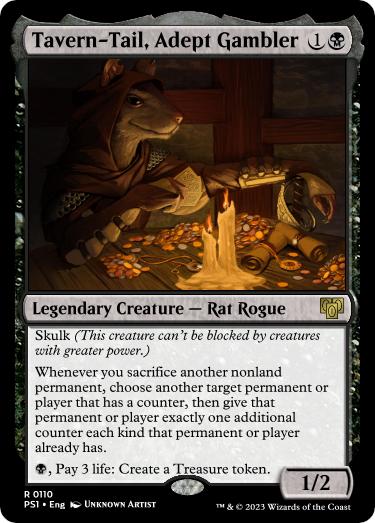 Tavern-Tail, Adept Gambler 1
Legendary Creature — Rat Rogue
Skulk (This creature can't be blocked by creatures
with greater power.)
Whenever you sacrifice another nonland
permanent, choose another target permanent or
player that has a counter, then give that
permanent or player exactly one additional
counter each kind that permanent or player
already has.
, Pay 3 life: Create a Treasure token.
1/2
R 0110
PS1 • Eng Unknown Artist
™ & © 2023 Wizards of the Coast